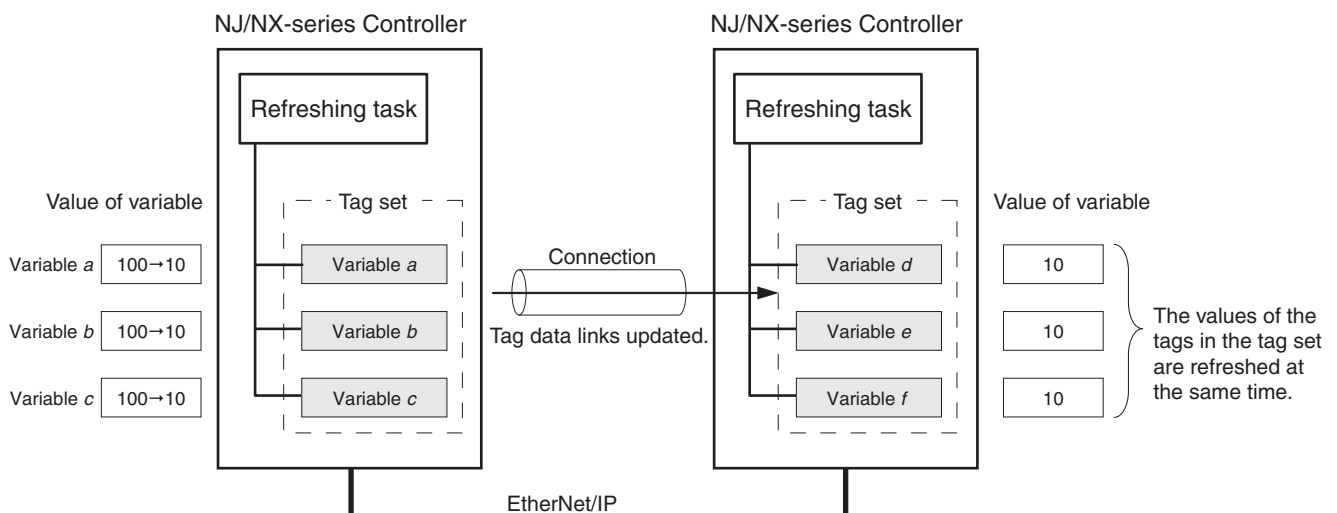 NJ/NX-series Controller
NJ/NX-series Controller
Refreshing task
Refreshing task
Value of variable
Tag set
Tag set
Value of variable
Variable a
100→10
Variable a
Connection
Variable d
10
Variable b
100→10
Variable b
Tag data links updated.
Variable e
10
The values of the
tags in the tag set
are refreshed at
the same time.
Variable c
100→10
Variable c
Variable f
10
EtherNet/IP